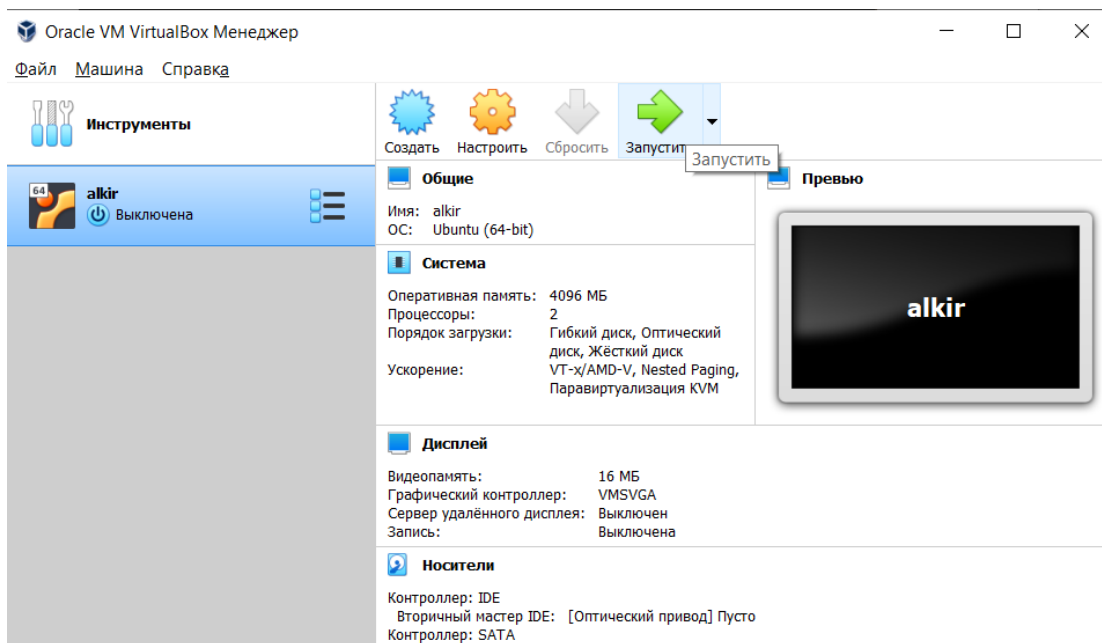 Oracle VM VirtualBox Менеджер
Файл Машина Справка
Инструменты
Создать Настроить Сбросить Запустит
Запустить
64
alkir
Выключена
Общие
Имя: alkir
ОС: Ubuntu (64-bit)
Превью
alkir
Система
Оперативная память: 4096 МБ
Процессоры: 2
Порядок загрузки: Гибкий диск, Оптический
диск, Жёсткий диск
Ускорение: VT-x/AMD-V, Nested Paging,
Паравиртуализация KVM
Дисплей
Видеопамять: 16 МБ
Графический контроллер: VMSVGA
Сервер удалённого дисплея: Выключен
Запись: Выключена
Носители
Контроллер: IDE
Вторичный мастер IDE: [Оптический привод] Пусто
Контроллер: SATA